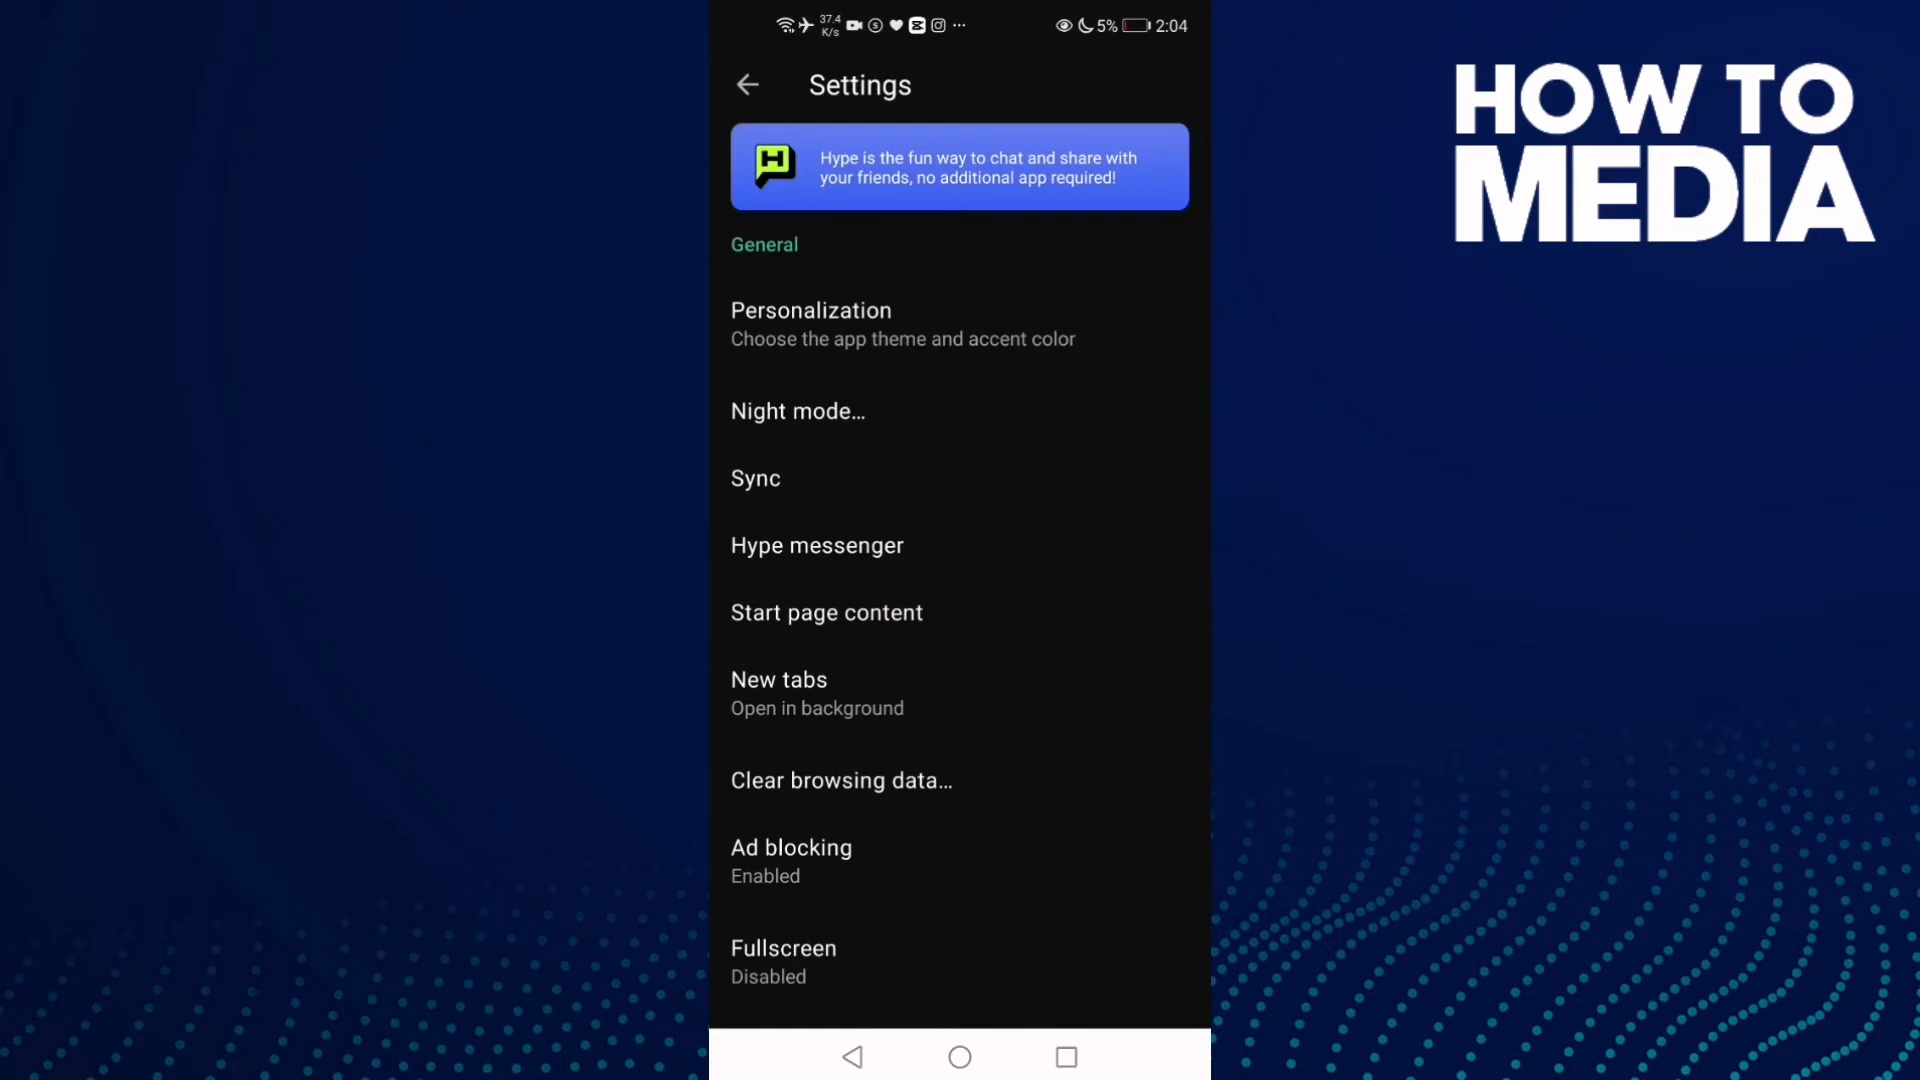 37.4
K/s
5%
2:04
Settings
Hype is the fun way to chat and share with
your friends, no additional app required!
General
Personalization
Choose the app theme and accent color
Night mode...
Sync
Hype messenger
Start page content
New tabs
Open in background
Clear browsing data...
Ad blocking
Enabled
Fullscreen
Disabled
HOW TO
MEDIA